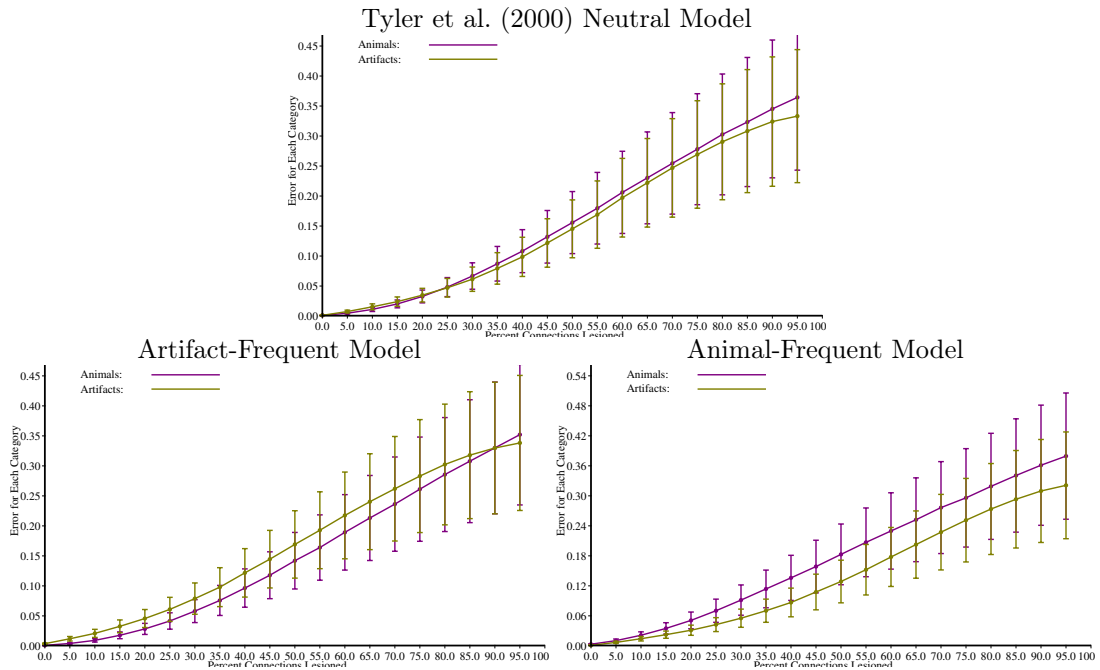 Tyler et al. (2000) Neutral Model
Animals:
Artifacts:
Error for Each Category
0.45
0.40
0.35
0.30
0.25
0.20
0.15
0.10
0.05
0.00
0.0 5.0 10.0 15.0 20.0 25.0 30.0 35.0 40.0 45.0 50.0 55.0 60.0 65.0 70.0 75.0 80.0 85.0 90.0 95.0 100
Percent Connections Lesioned
Artifact-Frequent Model
Animals:
Artifacts:
Error for Each Category
0.45
0.40
0.35
0.30
0.25
0.20
0.15
0.10
0.05
0.00
0.0 5.0 10.0 15.0 20.0 25.0 30.0 35.0 40.0 45.0 50.0 55.0 60.0 65.0 70.0 75.0 80.0 85.0 90.0 95.0 100
Percent Connections Lesioned
Animal-Frequent Model
Animals:
Artifacts:
Error for Each Category
0.54
0.48
0.42
0.36
0.30
0.24
0.18
0.12
0.06
0.00
0.0 5.0 10.0 15.0 20.0 25.0 30.0 35.0 40.0 45.0 50.0 55.0 60.0 65.0 70.0 75.0 80.0 85.0 90.0 95.0 100
Percent Connections Lesioned